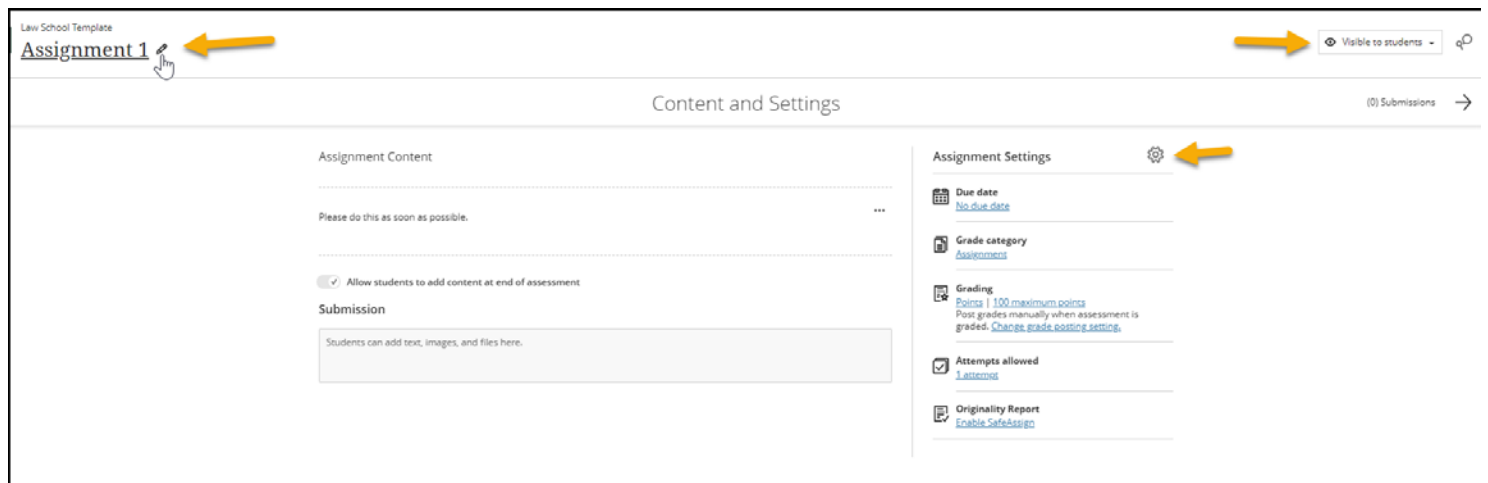 Law School Template
Assignment 1
Visible to students
Content and Settings
(0) Submissions
Assignment Content
Please do this as soon as possible.
Allow students to add content at end of assessment
Submission
Students can add text, images, and files here.
Assignment Settings
Due date
No due date
Grade category
Assignment
Grading
Points | 100 maximum points
Post grades manually when assessment is
graded. Change grade posting setting.
Attempts allowed
1 attempt
Originality Report
Enable SafeAssign